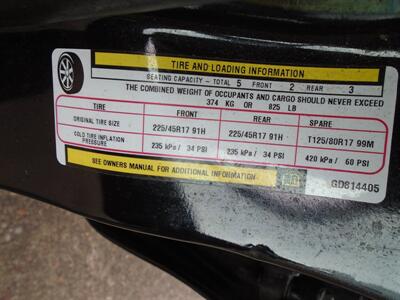 TIRE AND LOADING INFORMATION
SEATING CAPACITY - TOTAL 5 FRONT - 2 REAR 3
THE COMBINED WEIGHT OF OCCUPANTS AND CARGO SHOULD NEVER EXCEED
374 KG OR 825 LB
TIRE FRONT REAR SPARE
ORIGINAL TIRE SIZE 225/45R17 91H 225/45R17 91H T125/80R17 99M
COLD TIRE INFLATION PRESSURE 235 kPa / 34 PSI 235 kPa / 34 PSI 420 kPa / 60 PSI
SEE OWNERS MANUAL FOR ADDITIONAL INFORMATION
GD814405